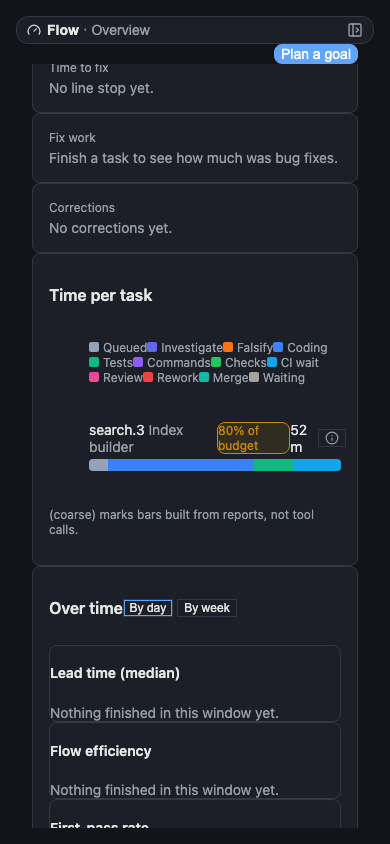 Flow · Overview
Plan a goal
Time to fix
No line stop yet.
Fix work
Finish a task to see how much was bug fixes.
Corrections
No corrections yet.
Time per task
Queued Investigate Falsify Coding
Tests Commands Checks CI wait
Review Rework Merge Waiting
search.3 Index builder
80% of budget
52 m
(coarse) marks bars built from reports, not tool
calls.
Over time By day By week
Lead time (median)
Nothing finished in this window yet.
Flow efficiency
Nothing finished in this window yet.
First-pass rate